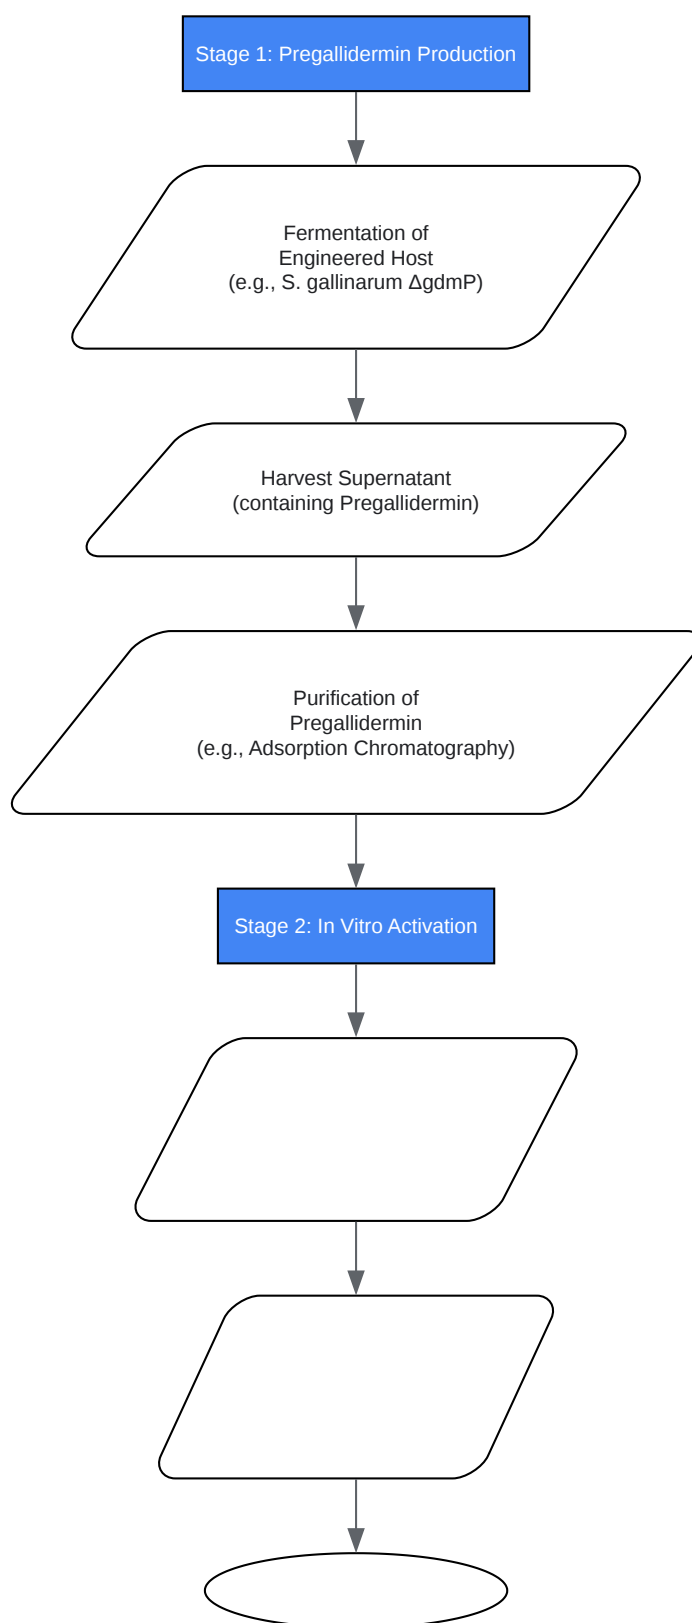 Stage 1: Pregallidermin Production
Fermentation of
Engineered Host
(e.g., S. gallinarum ΔgdmP)
Harvest Supernatant
(containing Pregallidermin)
Purification of
Pregallidermin
(e.g., Adsorption Chromatography)
Stage 2: In Vitro Activation